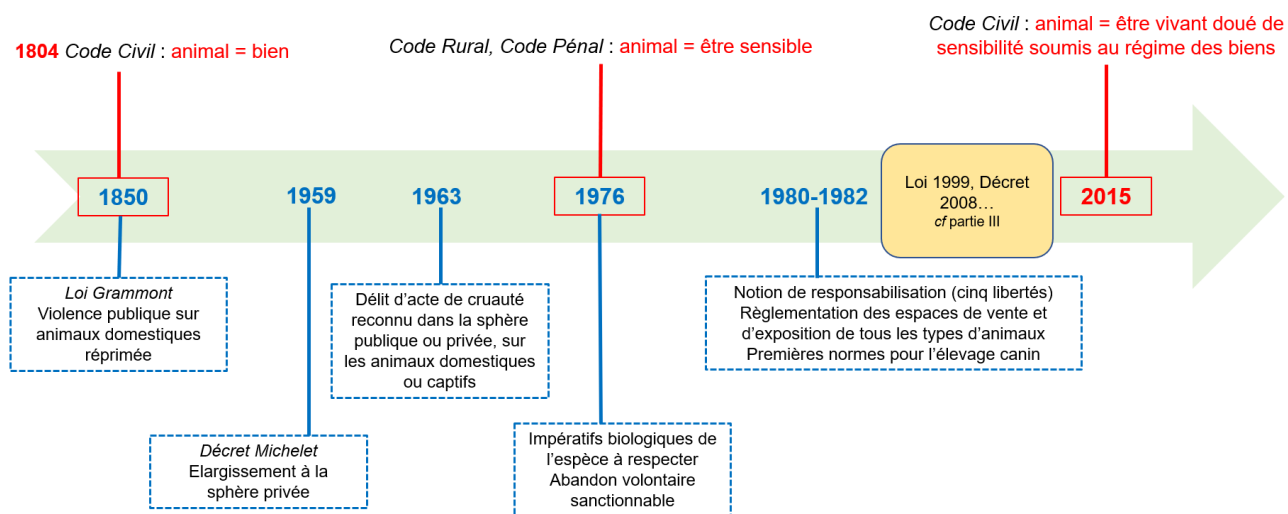 1804 Code Civil : animal = bien
Code Rural, Code Pénal : animal = être sensible
Code Civil : animal = être vivant doué de
sensibilité soumis au régime des biens
1850
1959
1963
1976
1980-1982
Loi 1999, Décret
2008…
cf partie III
2015
Loi Grammont
Violence publique sur
animaux domestiques
réprimée
Décret Michelet
Elargissement à la
sphère privée
Délit d’acte de cruauté
reconnu dans la sphère
publique ou privée, sur
les animaux domestiques
ou captifs
Impératifs biologiques de
l’espèce à respecter
Abandon volontaire
sanctionnable
Notion de responsabilisation (cinq libertés)
Règlementation des espaces de vente et
d’exposition de tous les types d’animaux
Premières normes pour l’élevage canin